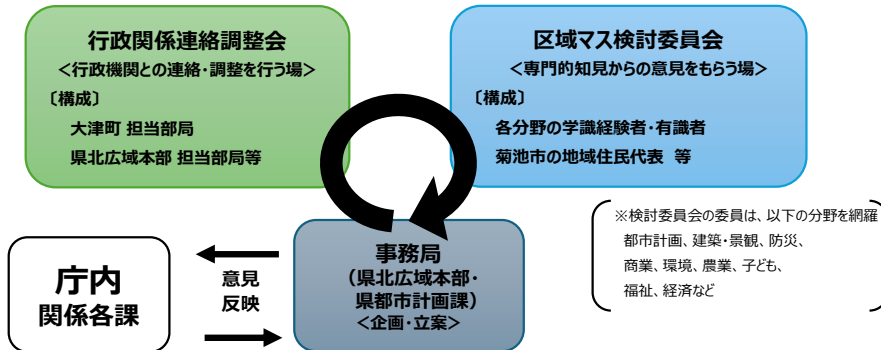 行政関係連絡調整会
＜行政機関との連絡・調整を行う場＞
〔構成〕
大津町 担当部局
県北広域本部 担当部局等
区域マス検討委員会
＜専門的知見からの意見をもらう場＞
〔構成〕
各分野の学識経験者・有識者
菊池市の地域住民代表 等
※検討委員会の委員は、以下の分野を網羅
都市計画、建築・景観、防災、
商業、環境、農業、子ども、
福祉、経済など
事務局
（県北広域本部・
県都市計画課）
＜企画・立案＞
意見
反映
庁内
関係各課